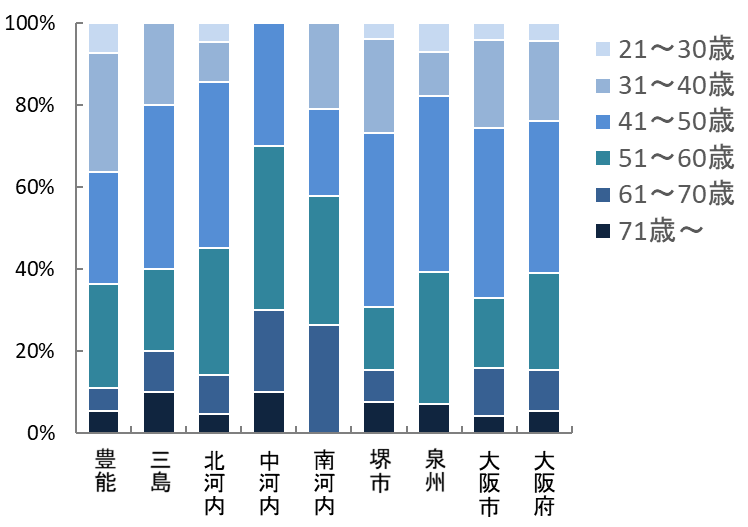 100%
80%
60%
40%
20%
0%
豊能
三島
北河内
中河内
南河内
堺市
泉州
大阪市
大阪府
21～30歳
31～40歳
41～50歳
51～60歳
61～70歳
71歳～